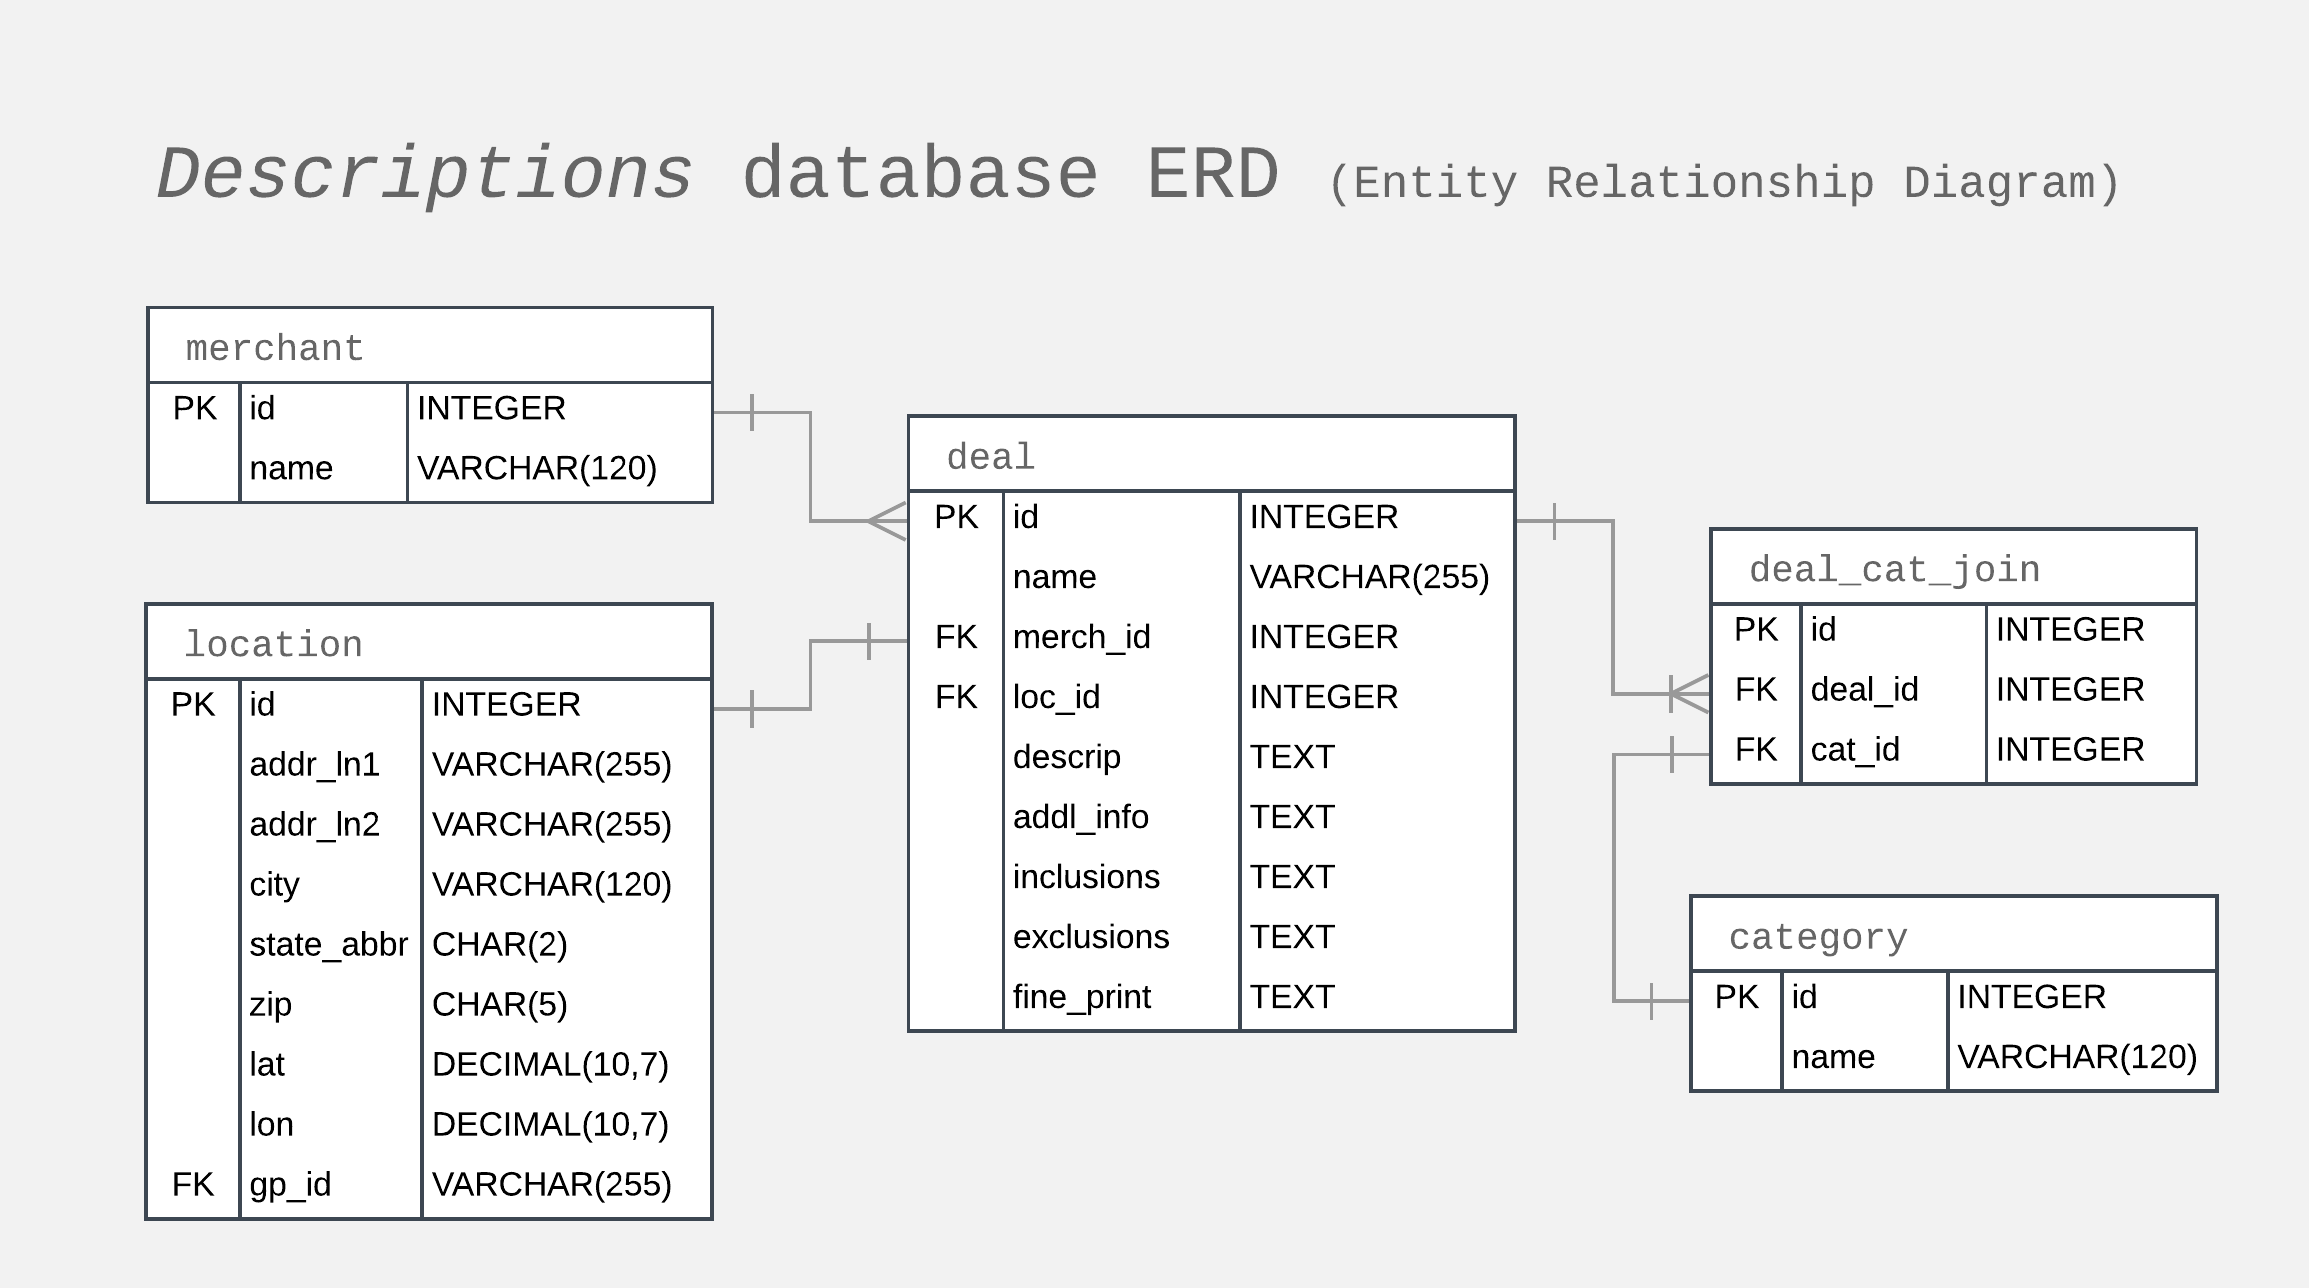 Descriptions database ERD (Entity Relationship Diagram)
merchant
PK id INTEGER
name VARCHAR(120)
location
PK id INTEGER
addr_ln1 VARCHAR(255)
addr_ln2 VARCHAR(255)
city VARCHAR(120)
state_abbr CHAR(2)
zip CHAR(5)
lat DECIMAL(10,7)
lon DECIMAL(10,7)
FK gp_id VARCHAR(255)
deal
PK id INTEGER
name VARCHAR(255)
FK merch_id INTEGER
FK loc_id INTEGER
descrip TEXT
addl_info TEXT
inclusions TEXT
exclusions TEXT
fine_print TEXT
deal_cat_join
PK id INTEGER
FK deal_id INTEGER
FK cat_id INTEGER
category
PK id INTEGER
name VARCHAR(120)